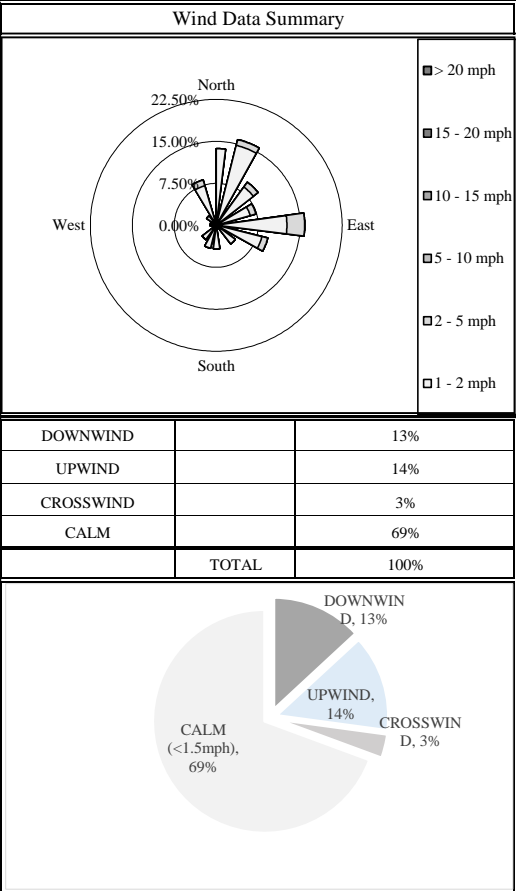 Wind Data Summary
North
22.50%
15.00%
7.50%
0.00%
West
East
South
> 20 mph
15 - 20 mph
10 - 15 mph
5 - 10 mph
2 - 5 mph
1 - 2 mph
DOWNWIND 13%
UPWIND 14%
CROSSWIND 3%
CALM 69%
TOTAL 100%
DOWNWIN
D, 13%
UPWIND,
14%
CROSSWIN
D, 3%
CALM
(<1.5mph),
69%